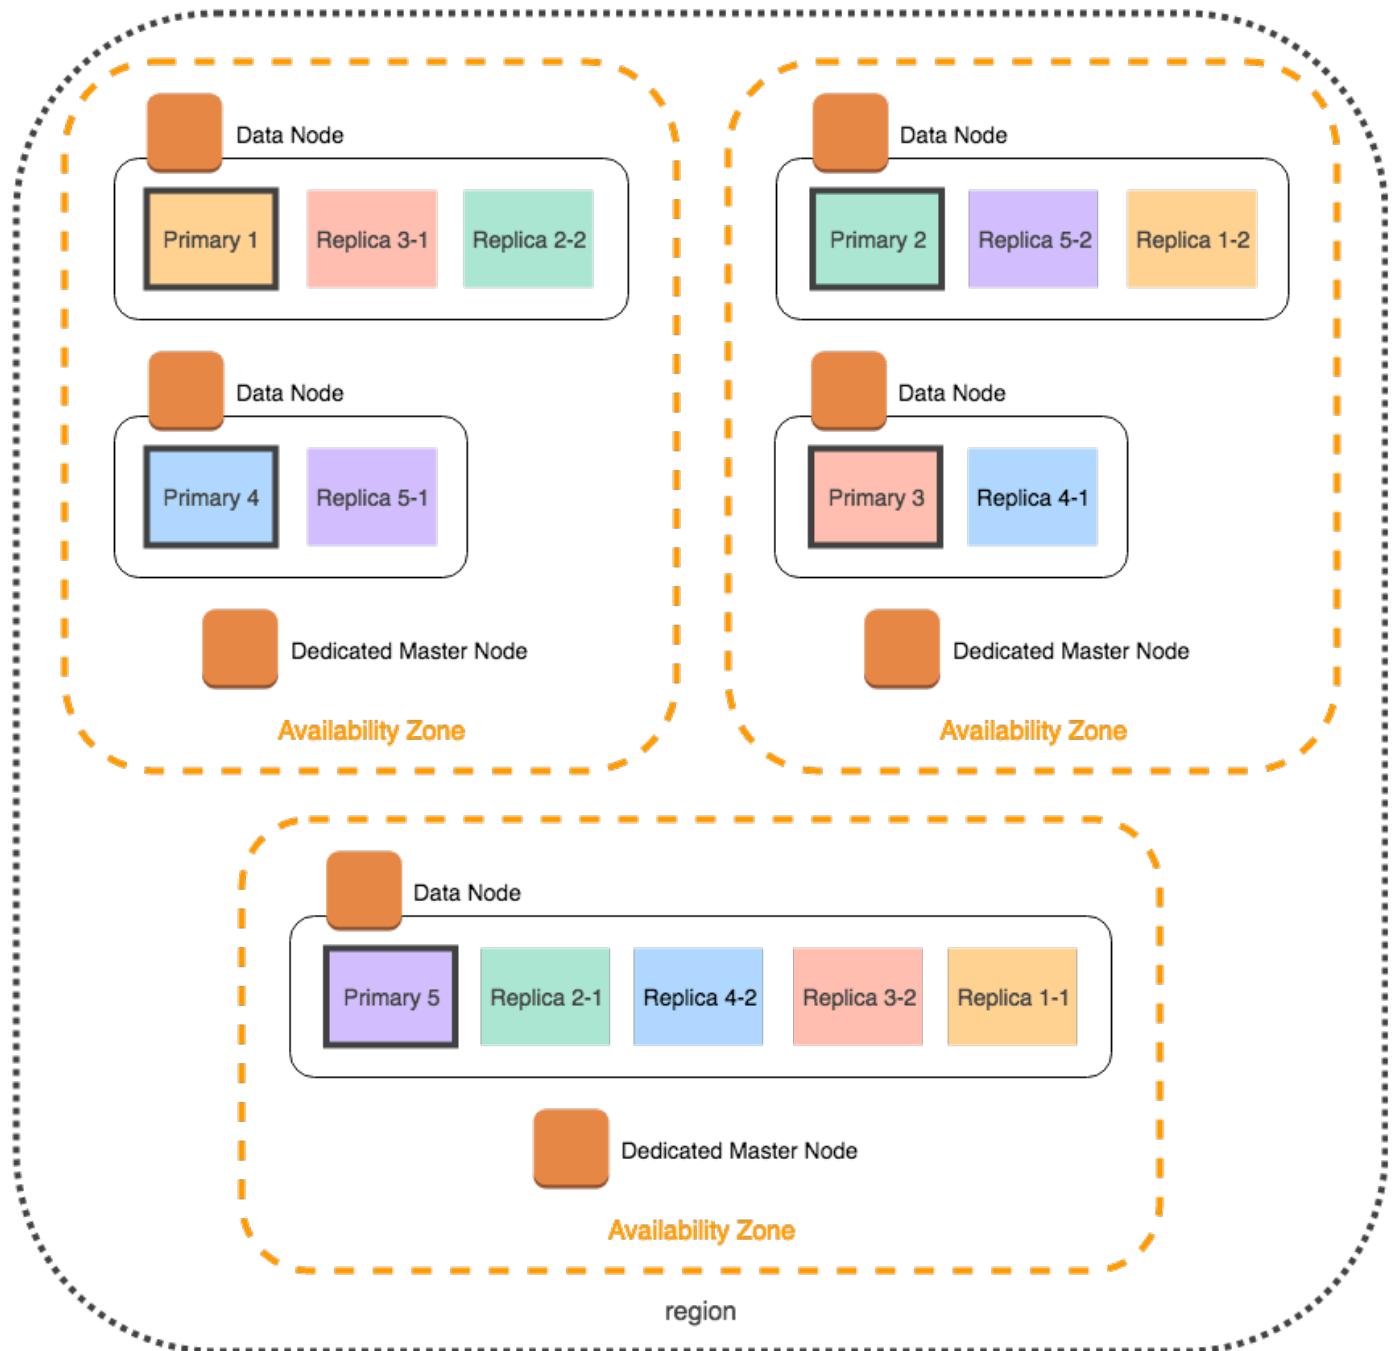 Data Node
Primary 1
Replica 3-1
Replica 2-2
Data Node
Primary 4
Replica 5-1
Dedicated Master Node
Availability Zone
Data Node
Primary 2
Replica 5-2
Replica 1-2
Data Node
Primary 3
Replica 4-1
Dedicated Master Node
Availability Zone
Data Node
Primary 5
Replica 2-1
Replica 4-2
Replica 3-2
Replica 1-1
Dedicated Master Node
Availability Zone
region